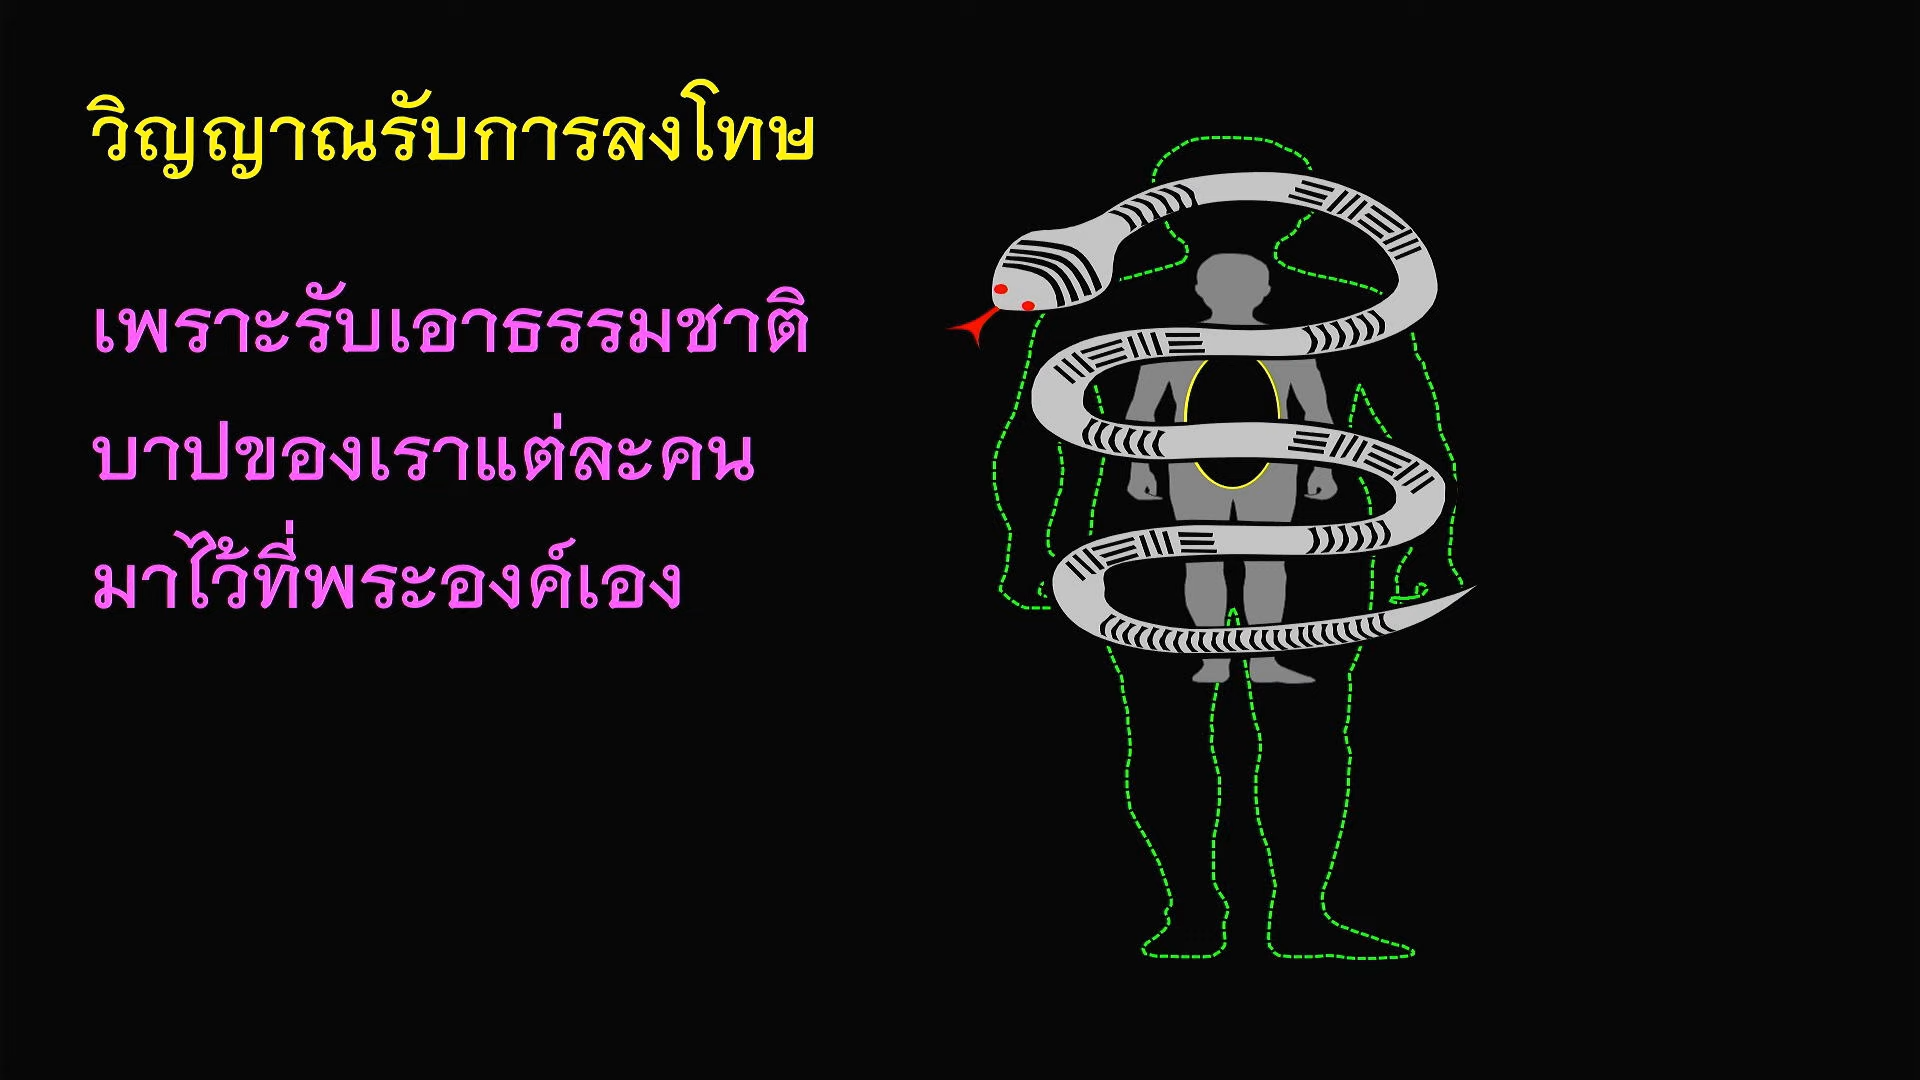 วิญญาณรับการลงโทษ
เพราะรับเอาธรรมชาติ
บาปของเราแต่ละคน
มาไว้ที่พระองค์เอง